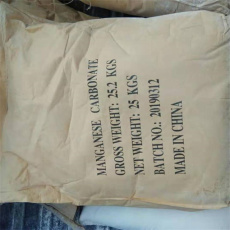 MANGANESE CARBONATE
GROSS WEIGHT: 25.2 KGS
NET WEIGHT: 25 KGS
BATCH NO.: 20190312
MADE IN CHINA